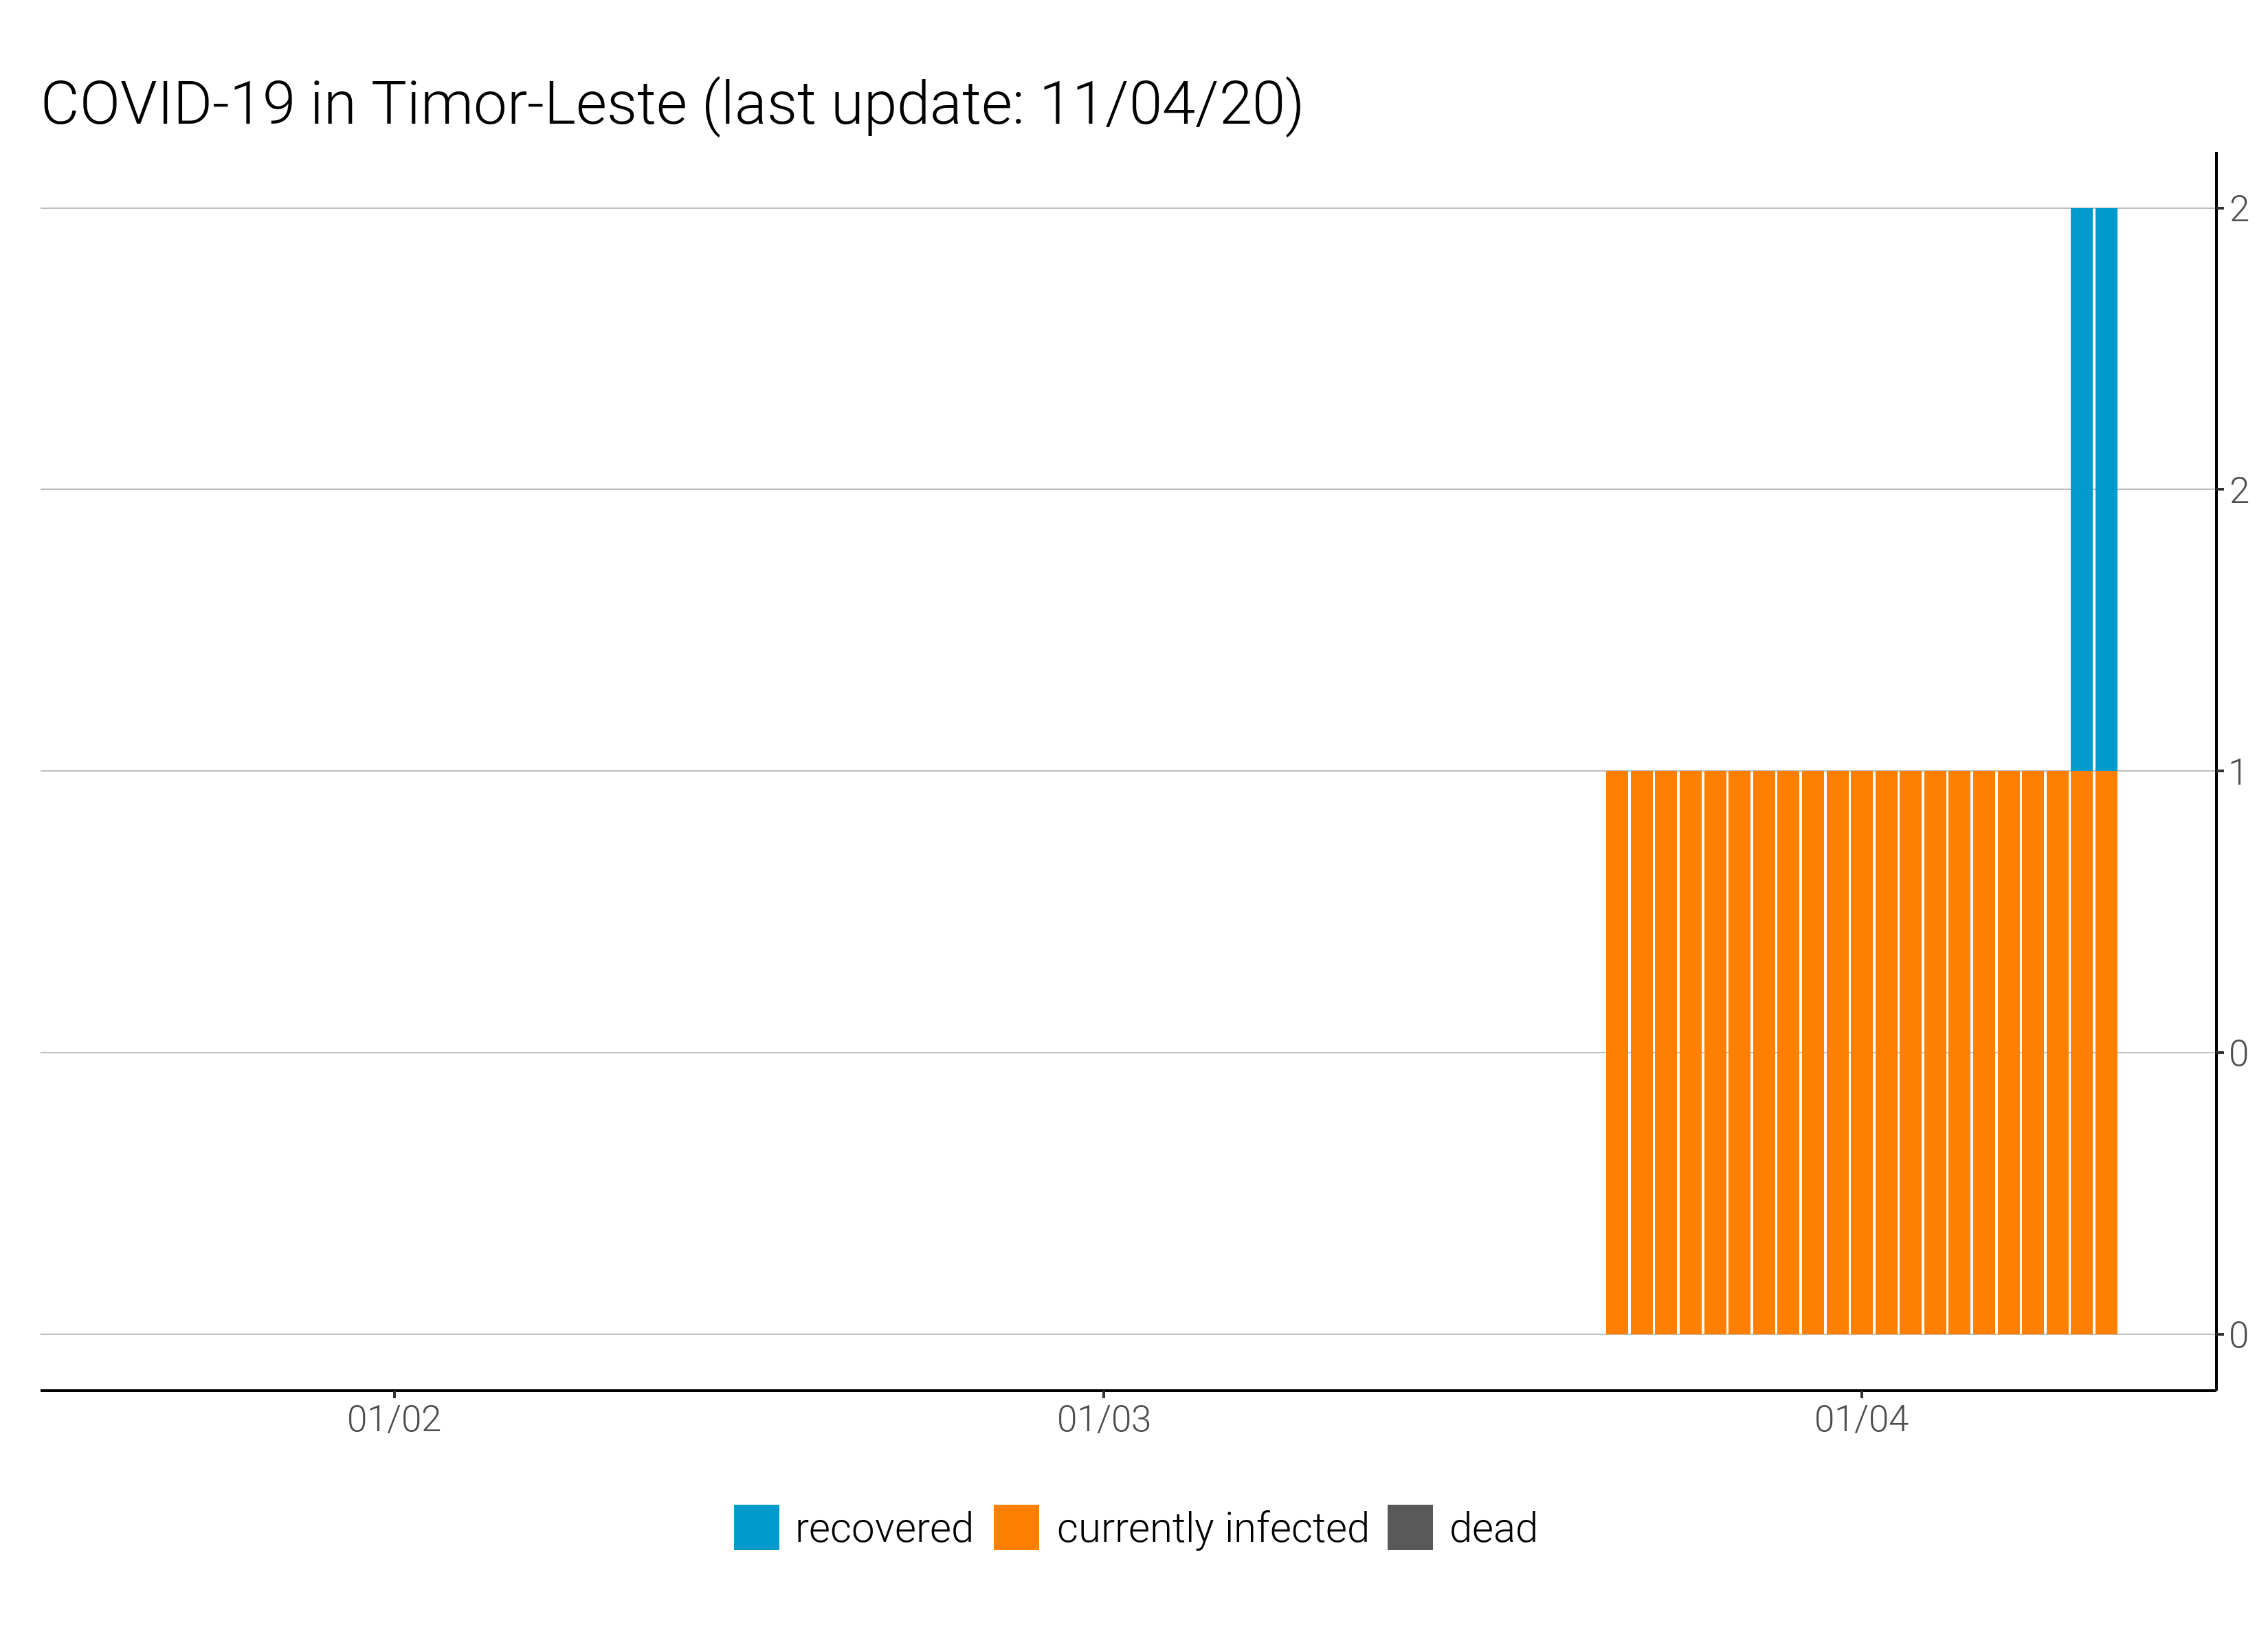 COVID-19 in Timor-Leste (last update: 11/04/20)
2
2
1
0
0
01/02 01/03 01/04
recovered currently infected dead